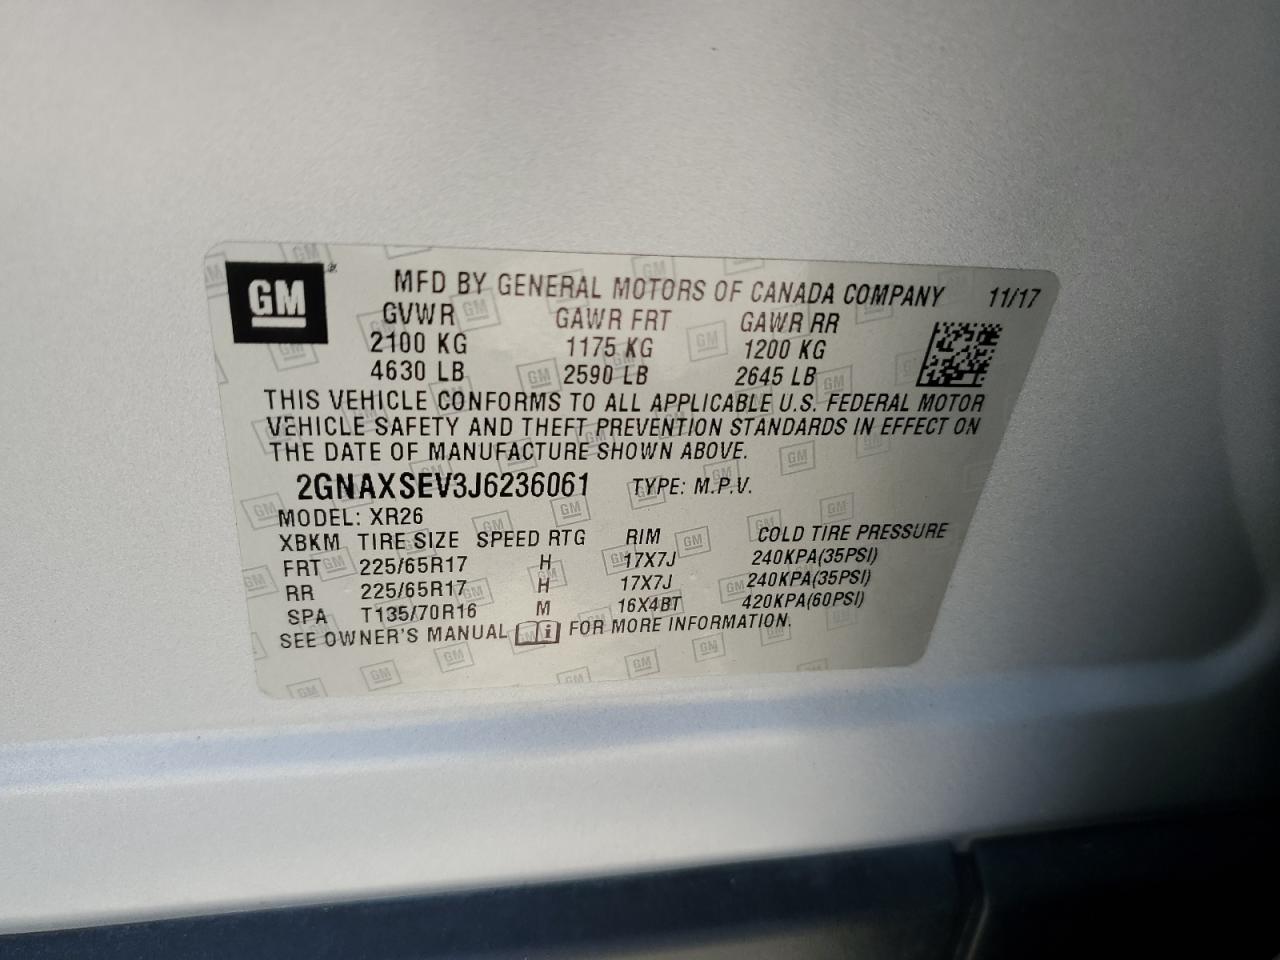 GM
MFD BY GENERAL MOTORS OF CANADA COMPANY 11/17
GVWR GAWR FRT GAWR RR
2100 KG 1175 KG 1200 KG
4630 LB 2590 LB 2645 LB
THIS VEHICLE CONFORMS TO ALL APPLICABLE U.S. FEDERAL MOTOR
VEHICLE SAFETY AND THEFT PREVENTION STANDARDS IN EFFECT ON
THE DATE OF MANUFACTURE SHOWN ABOVE.
2GNAXSEV3J6236061 TYPE: M.P.V.
MODEL: XR26
XBKM TIRE SIZE SPEED RTG RIM COLD TIRE PRESSURE
FRT 225/65R17 H 17X7J 240KPA(35PSI)
RR 225/65R17 H 17X7J 240KPA(35PSI)
SPA T135/70R16 M 16X4BT 420KPA(60PSI)
SEE OWNER'S MANUAL FOR MORE INFORMATION.